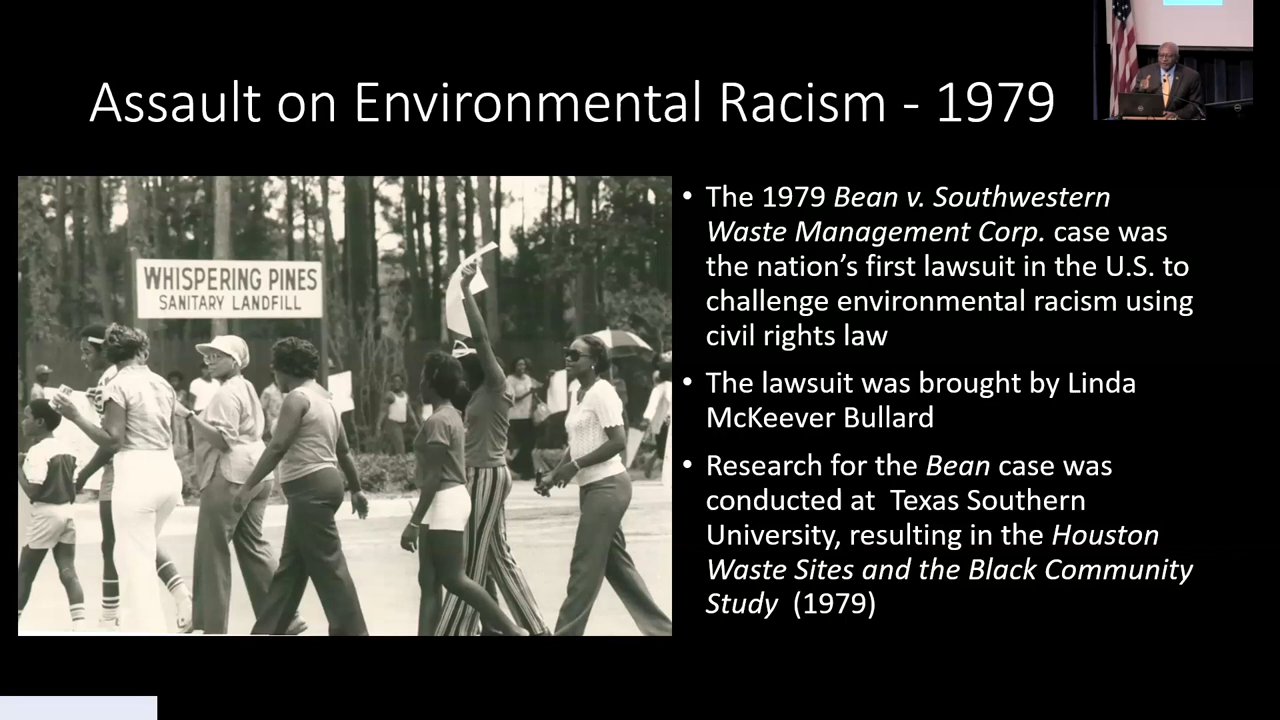 Assault on Environmental Racism - 1979
WHISPERING PINES
SANITARY LANDFILL
• The 1979 Bean v. Southwestern
Waste Management Corp. case was
the nation’s first lawsuit in the U.S. to
challenge environmental racism using
civil rights law
• The lawsuit was brought by Linda
McKeever Bullard
• Research for the Bean case was
conducted at Texas Southern
University, resulting in the Houston
Waste Sites and the Black Community
Study (1979)